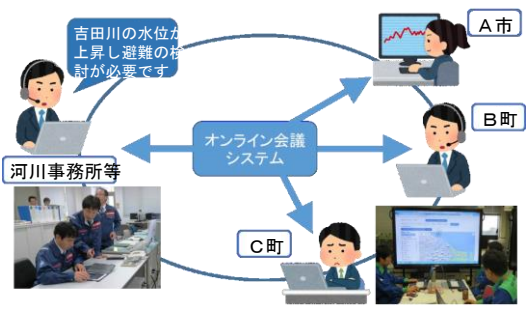 吉田川の水位が
上昇し避難の検
討が必要です
A市
B町
オンライン会議
システム
河川事務所等
C町